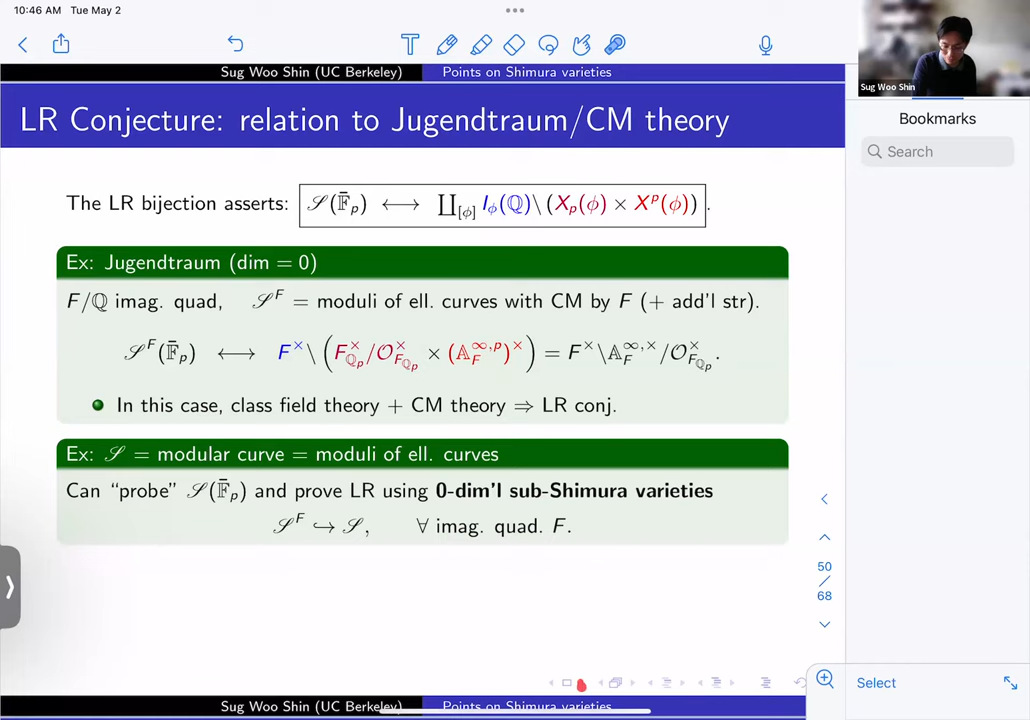 10:46 AM Tue May 2
Sug Woo Shin (UC Berkeley) Points on Shimura varieties
Sug Woo Shin
LR Conjecture: relation to Jugendtraum/CM theory
Bookmarks
Search
The LR bijection asserts: 𝒮(F̄_p) ⟷ ∐_[ϕ] I_ϕ(ℚ)\(X_p(ϕ) × X^p(ϕ)).
Ex: Jugendtraum (dim = 0)
F/ℚ imag. quad, 𝒮^F = moduli of ell. curves with CM by F (+ add'l str).
𝒮^F(F̄_p) ⟷ F^×\(F_{ℚ_p}^×/𝒪_{F_{ℚ_p}}^× × (𝔸_F^{∞,p})^×) = F^×\𝔸_F^{∞,×}/𝒪_{F_{ℚ_p}}^×.
In this case, class field theory + CM theory ⇒ LR conj.
Ex: 𝒮 = modular curve = moduli of ell. curves
Can “probe” 𝒮(F̄_p) and prove LR using 0-dim'l sub-Shimura varieties
𝒮^F ↪ 𝒮, ∀ imag. quad. F.
50
/
68
Select
Sug Woo Shin (UC Berkeley) Points on Shimura varieties